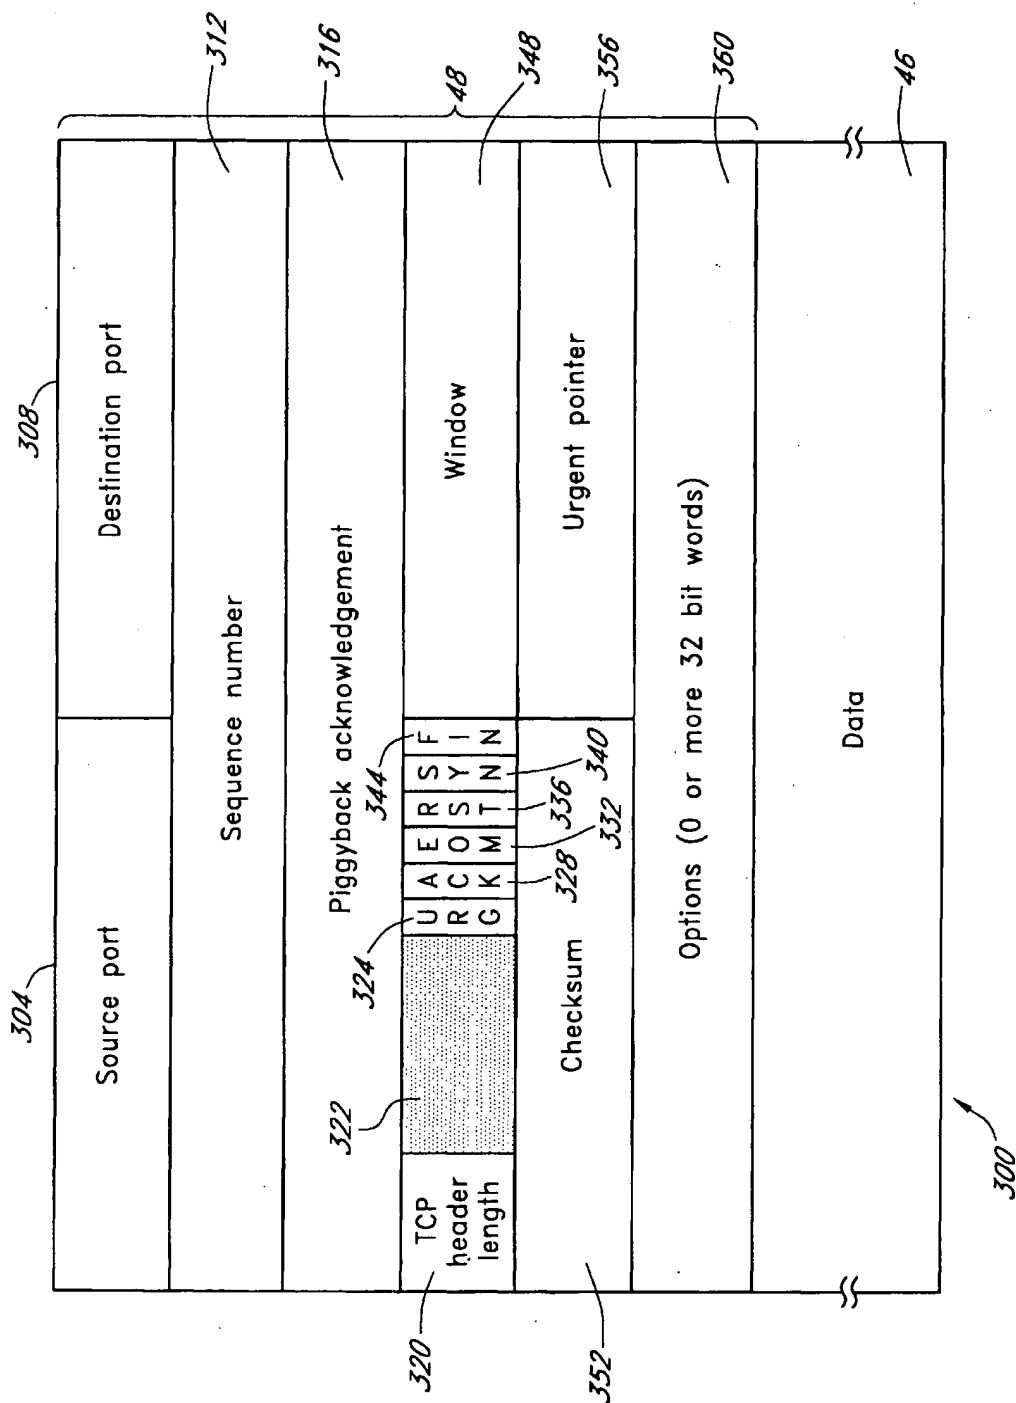 304
308
Source port
Destination port
312
Sequence number
316
Piggyback acknowledgement
48
320
TCP
header
length
322
324
U
R
G
328
A
C
K
332
E
O
M
336
R
S
T
340
S
Y
N
344
F
I
N
Window
348
352
Checksum
Urgent pointer
356
Options (0 or more 32 bit words)
360
Data
46
300